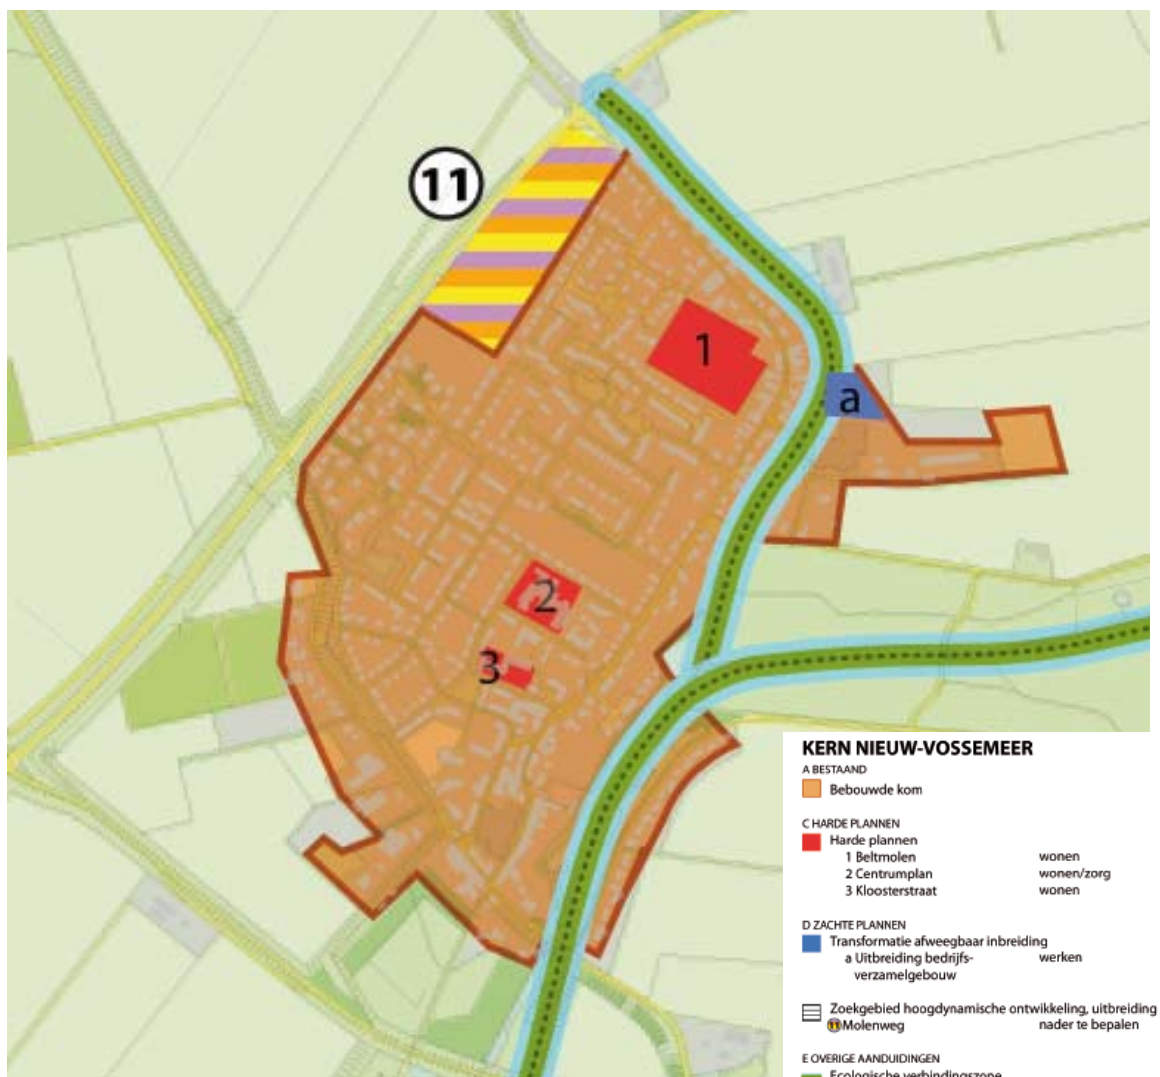 11
1
a
2
3
KERN NIEUW-VOSSEMEER
A BESTAAND
Bebouwde kom
C HARDE PLANNEN
Harde plannen
1 Beltmolen wonen
2 Centrumplan wonen/zorg
3 Kloosterstraat wonen
D ZACHTE PLANNEN
Transformatie afweegbaar inbreiding
a Uitbreiding bedrijfs- werken
verzamelgebouw
Zoekgebied hoogdynamische ontwikkeling, uitbreiding
11 Molenweg nader te bepalen
E OVERIGE AANDUIDINGEN
Ecologische verbindingszone